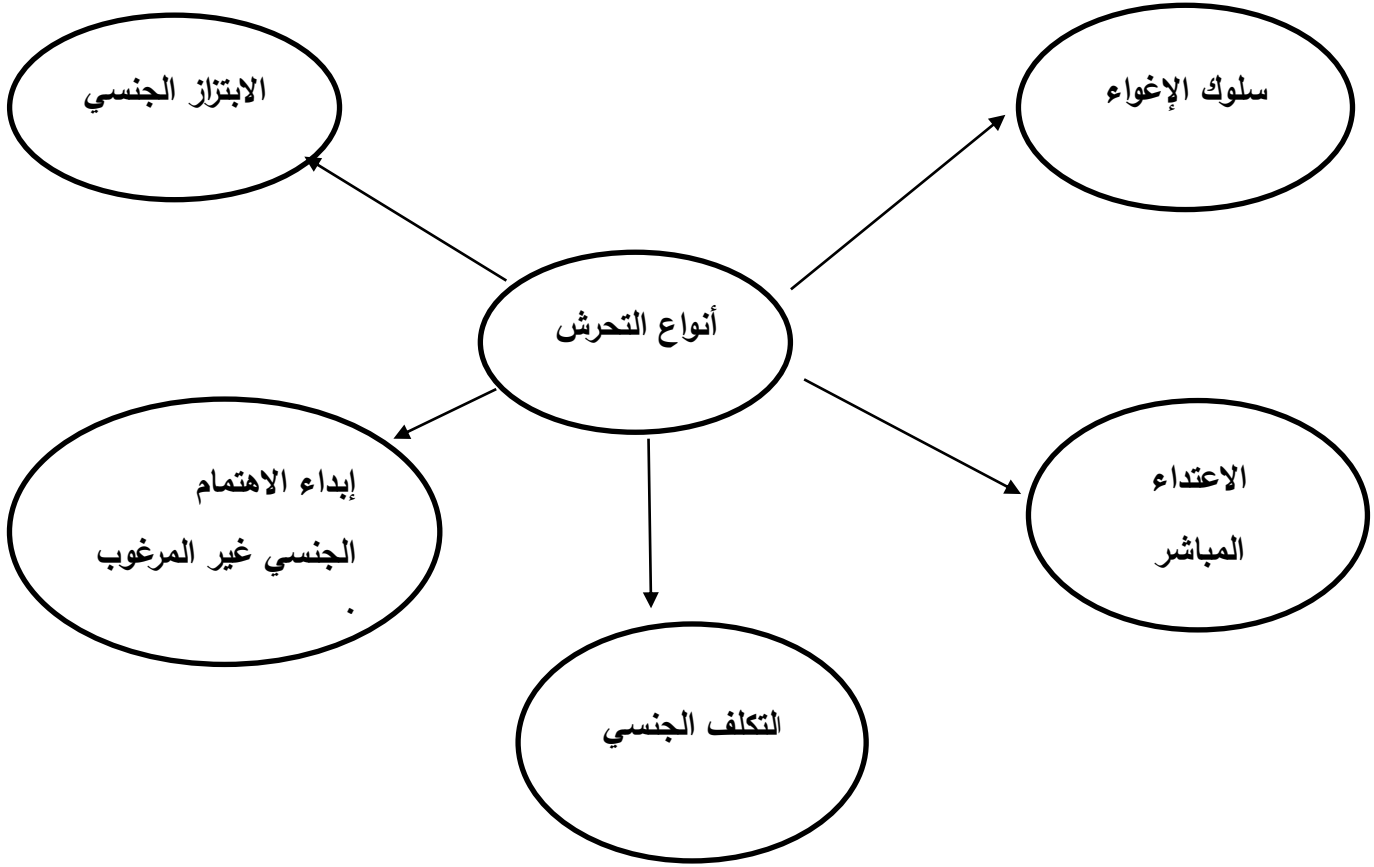 سلوك الإغواء
الابتزاز الجنسي
أنواع التحرش
الاعتداء
المباشر
إبداء الاهتمام
الجنسي غير المرغوب
.
التكلف الجنسي